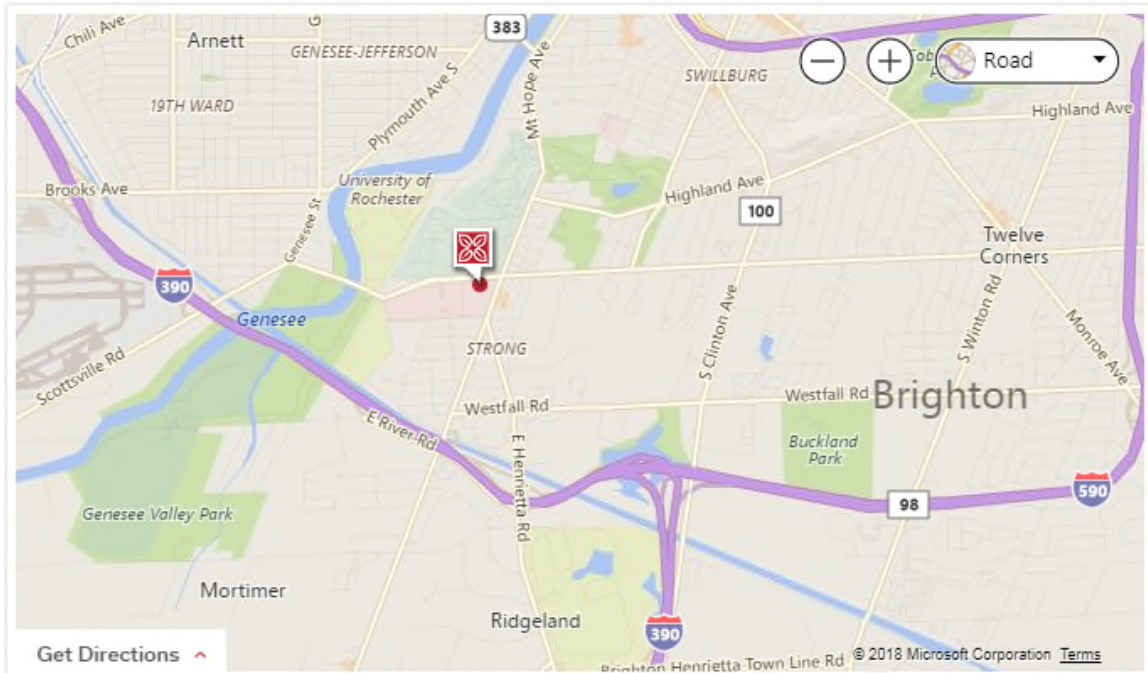 Chili Ave
Arnett
383
GENESEE-JEFFERSON
Mt Hope Ave
SWILLBURG
Road
Plymouth Ave S
19TH WARD
Highland Ave
Brooks Ave
University of
Rochester
Highland Ave
100
Genesee St
Twelve
Corners
390
Genesee
S Clinton Ave
S Winton Rd
Monroe Ave
STRONG
Scottsville Rd
Westfall Rd
Westfall Rd
Brighton
E River Rd
E Henrietta Rd
Buckland
Park
590
98
Genesee Valley Park
Mortimer
Ridgeland
390
Get Directions
Brighton Henrietta Town Line Rd
© 2018 Microsoft Corporation Terms